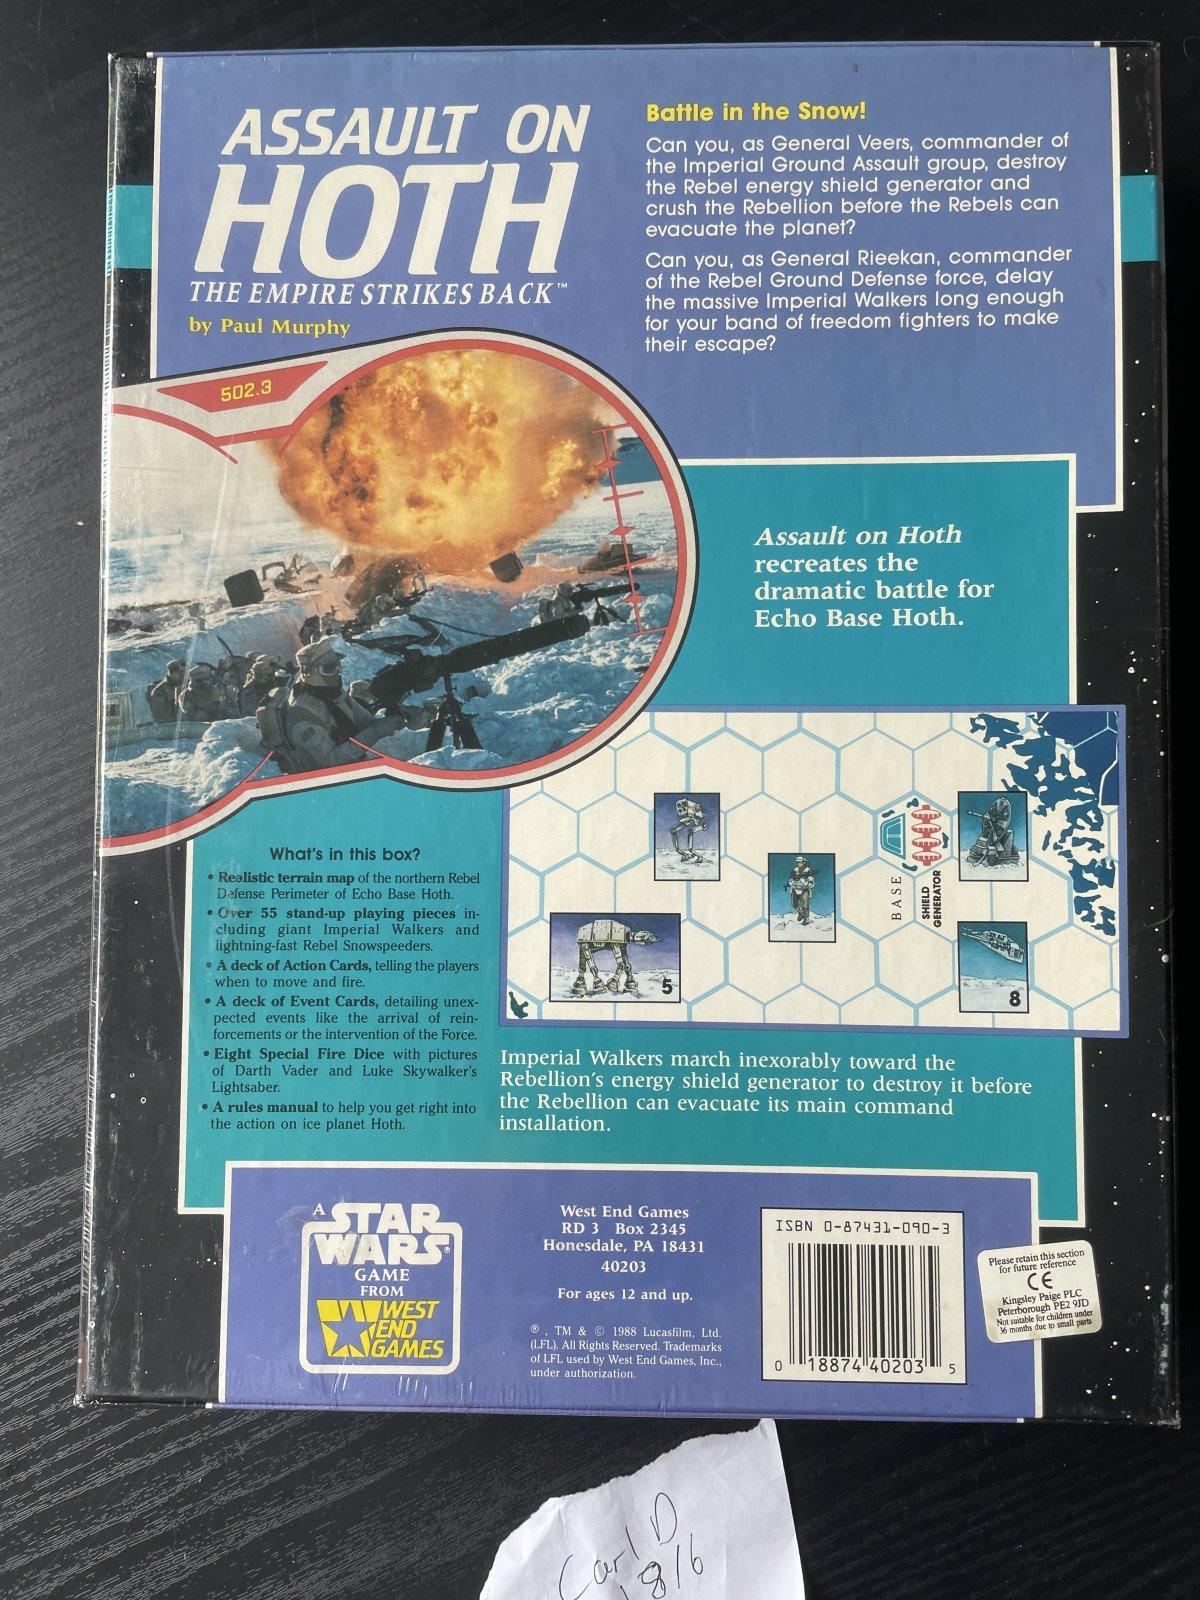 ASSAULT ON
HOTH
THE EMPIRE STRIKES BACK™
by Paul Murphy
Battle in the Snow!
Can you, as General Veers, commander of
the Imperial Ground Assault group, destroy
the Rebel energy shield generator and
crush the Rebellion before the Rebels can
evacuate the planet?
Can you, as General Rieekan, commander
of the Rebel Ground Defense force, delay
the massive Imperial Walkers long enough
for your band of freedom fighters to make
their escape?
502.3
Assault on Hoth
recreates the
dramatic battle for
Echo Base Hoth.
BASE
SHIELD
GENERATOR
5
8
What's in this box?
• Realistic terrain map of the northern Rebel
Defense Perimeter of Echo Base Hoth.
• Over 55 stand-up playing pieces in-
cluding giant Imperial Walkers and
lightning-fast Rebel Snowspeeders.
• A deck of Action Cards, telling the players
when to move and fire.
• A deck of Event Cards, detailing unex-
pected events like the arrival of rein-
forcements or the intervention of the Force.
• Eight Special Fire Dice with pictures
of Darth Vader and Luke Skywalker's
Lightsaber.
• A rules manual to help you get right into
the action on ice planet Hoth.
Imperial Walkers march inexorably toward the
Rebellion's energy shield generator to destroy it before
the Rebellion can evacuate its main command
installation.
A
STAR
WARS®
GAME
FROM
WEST
END
GAMES
West End Games
RD 3 Box 2345
Honesdale, PA 18431
40203
For ages 12 and up.
®, TM & © 1988 Lucasfilm, Ltd.
(LFL). All Rights Reserved. Trademarks
of LFL used by West End Games, Inc.,
under authorization.
ISBN 0-87431-090-3
0 18874 40203 5
Please retain this section
for future reference
CE
Kingsley Paige PLC
Peterborough PE2 9JD
Not suitable for children under
36 months due to small parts
Carl D
1816